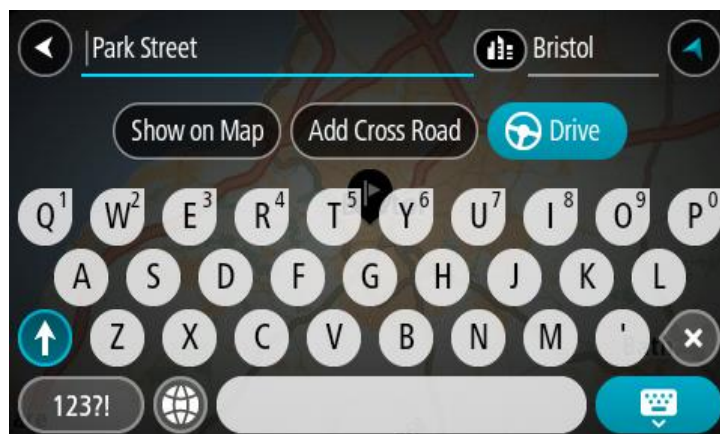 Park Street Bristol
Show on Map Add Cross Road Drive
Q1 W2 E3 R4 T5 Y6 U7 I8 O9 P0
A S D F G H J K L
Z X C V B N M '
123?!